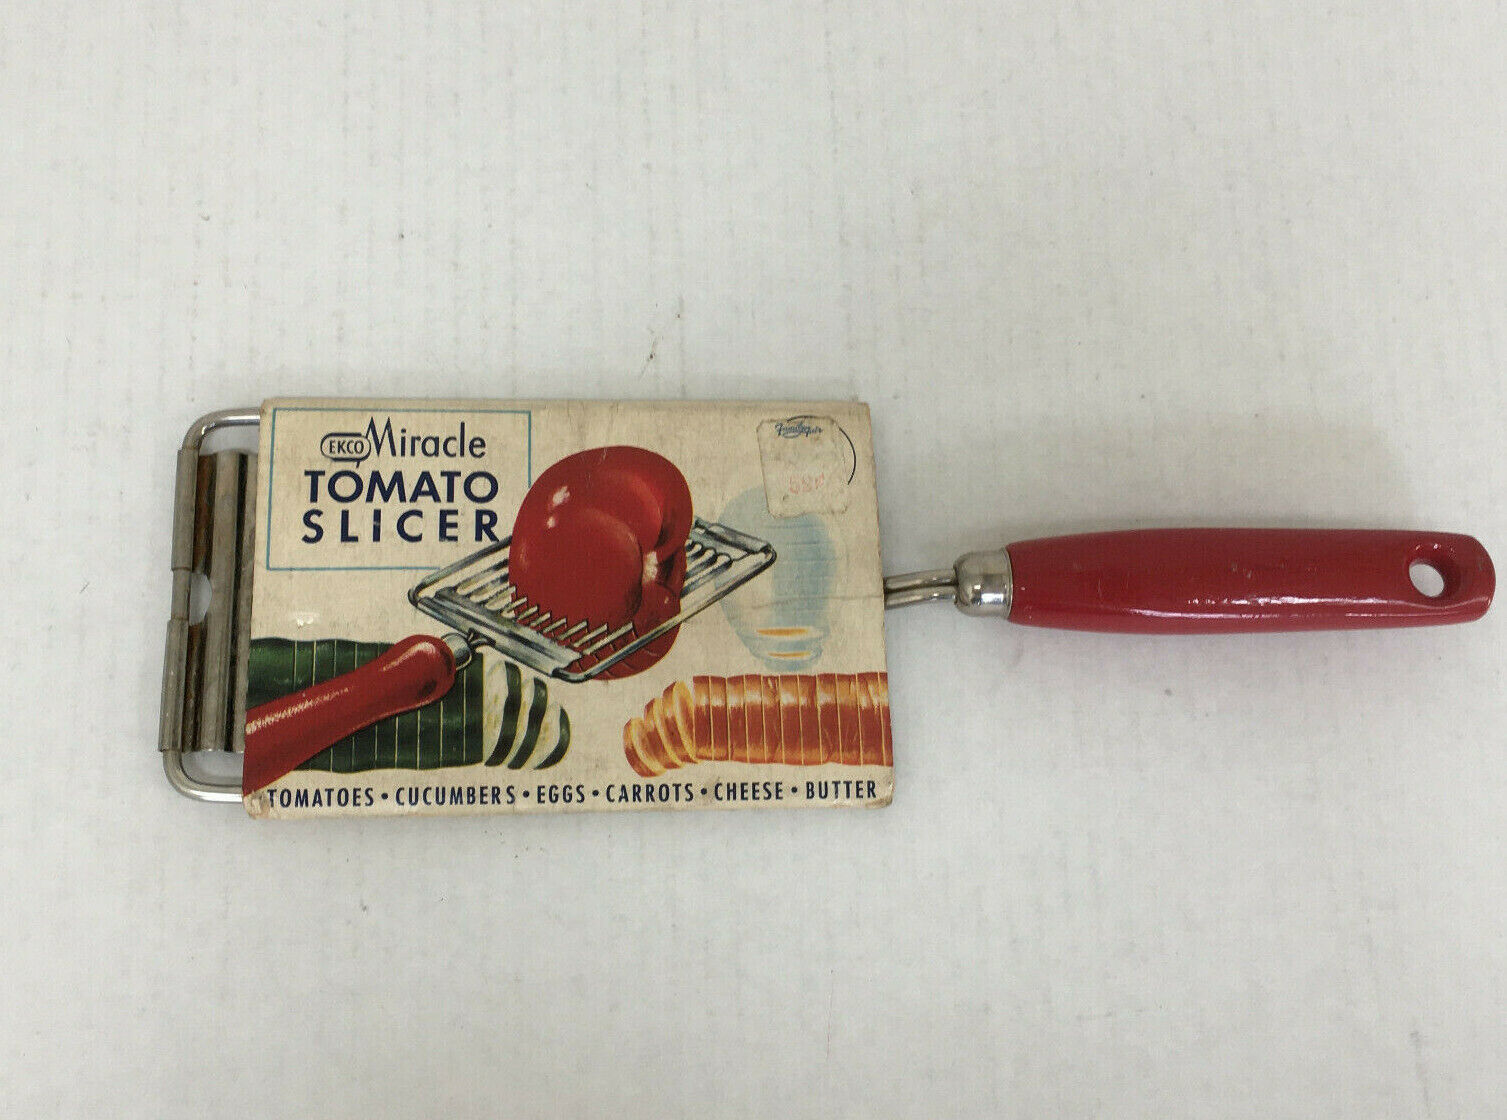 EKCO Miracle
TOMATO
SLICER
TOMATOES • CUCUMBERS • EGGS • CARROTS • CHEESE • BUTTER